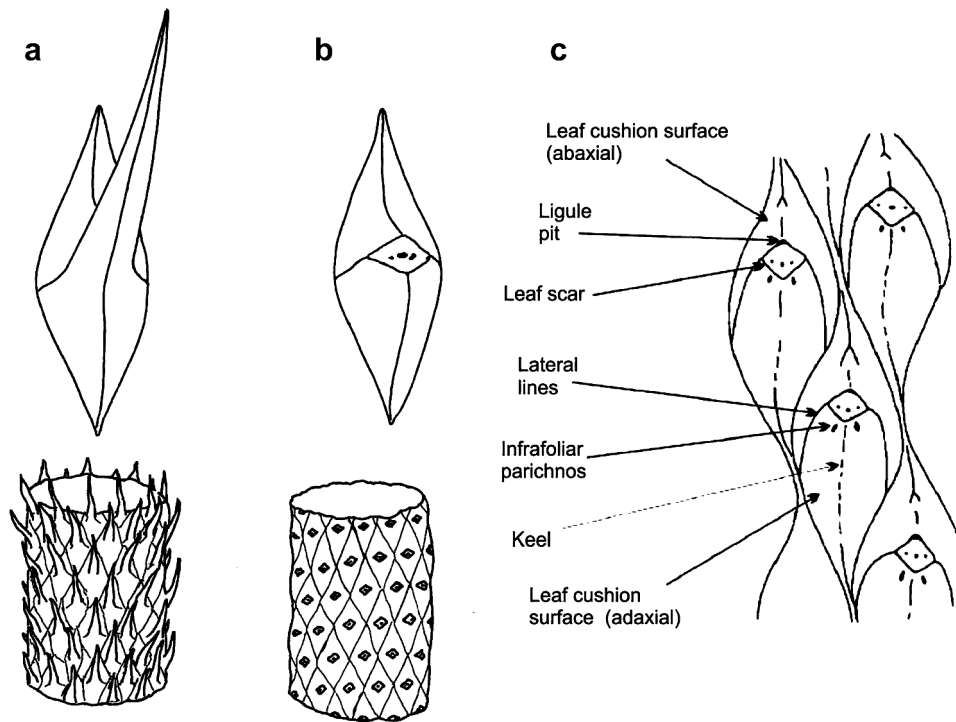 a
b
c
Leaf cushion surface
(abaxial)
Ligule
pit
Leaf scar
Lateral
lines
Infrafoliar
parichnos
Keel
Leaf cushion
surface (adaxial)